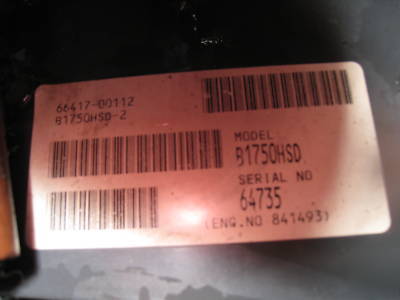 66417-00112
B1750HSD-2
MODEL
B1750HSD
SERIAL NO
64735
(ENG.NO 841493)